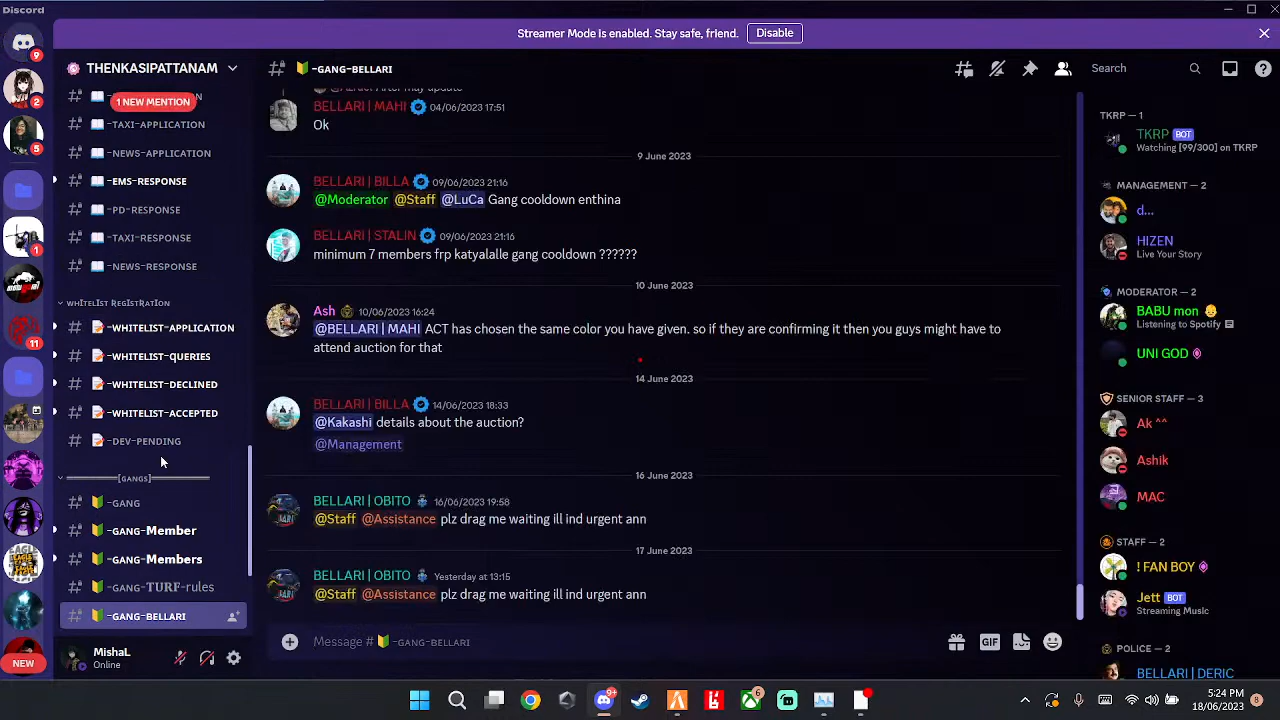 Discord
Streamer Mode is enabled. Stay safe, friend.
Disable
THENKASIPATTANAM
1 NEW MENTION
-TAXI-APPLICATION
-NEWS-APPLICATION
-EMS-RESPONSE
-PD-RESPONSE
-TAXI-RESPONSE
-NEWS-RESPONSE
WHITELIST REGISTRATION
-WHITELIST-APPLICATION
-WHITELIST-QUERIES
-WHITELIST-DECLINED
-WHITELIST-ACCEPTED
-DEV-PENDING
[GANGS]
-GANG
-GANG-Member
-GANG-Members
-GANG-TURF-rules
-GANG-BELLARI
MishaL
Online
9
2
5
1
11
NEW
-GANG-BELLARI
Search
BELLARI | MAHI 04/06/2023 17:51
Ok
9 June 2023
BELLARI | BILLA 09/06/2023 21:16
@Moderator @Staff @LuCa Gang cooldown enthina
BELLARI | STALIN 09/06/2023 21:16
minimum 7 members frp katyalalle gang cooldown ??????
10 June 2023
Ash 10/06/2023 16:24
@BELLARI | MAHI ACT has chosen the same color you have given. so if they are confirming it then you guys might have to
attend auction for that
14 June 2023
BELLARI | BILLA 14/06/2023 18:33
@Kakashi details about the auction?
@Management
16 June 2023
BELLARI | OBITO 16/06/2023 19:58
@Staff @Assistance plz drag me waiting ill ind urgent ann
17 June 2023
BELLARI | OBITO Yesterday at 13:15
@Staff @Assistance plz drag me waiting ill ind urgent ann
Message # -GANG-BELLARI
GIF
TKRP — 1
TKRP BOT
Watching [99/300] on TKRP
MANAGEMENT — 2
d...
HIZEN
Live Your Story
MODERATOR — 2
BABU mon
Listening to Spotify
UNI GOD
SENIOR STAFF — 3
Ak ^^
Ashik
MAC
STAFF — 2
! FAN BOY
Jett BOT
Streaming Music
POLICE — 2
BELLARI | DERIC
9+
6
5:24 PM
18/06/2023
8